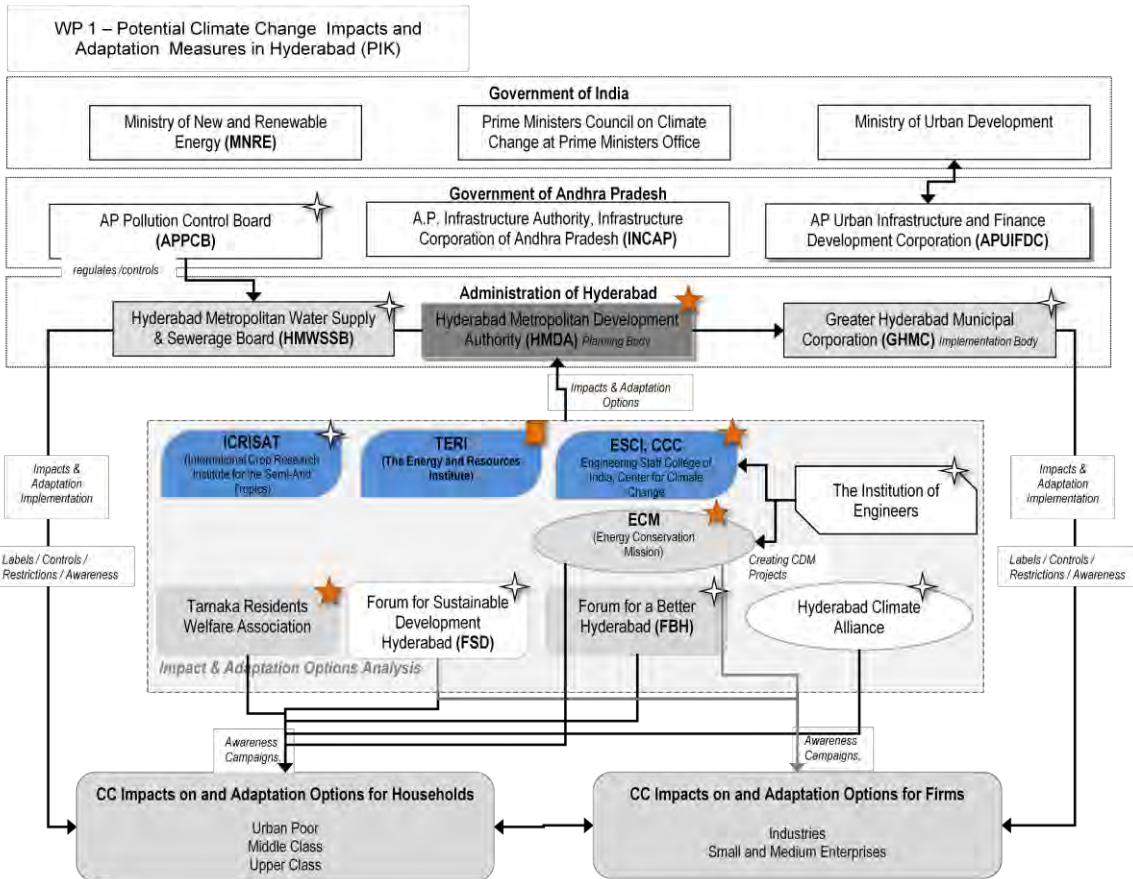 WP 1 – Potential Climate Change Impacts and
Adaptation Measures in Hyderabad (PIK)
Government of India
Ministry of New and Renewable
Energy (MNRE)
Prime Ministers Council on Climate
Change at Prime Ministers Office
Ministry of Urban Development
Government of Andhra Pradesh
AP Pollution Control Board
(APPCB)
A.P. Infrastructure Authority, Infrastructure
Corporation of Andhra Pradesh (INCAP)
AP Urban Infrastructure and Finance
Development Corporation (APUIFDC)
regulates /controls
Administration of Hyderabad
Hyderabad Metropolitan Water Supply
& Sewerage Board (HMWSSB)
Hyderabad Metropolitan Development
Authority (HMDA) Planning Body
Greater Hyderabad Municipal
Corporation (GHMC) Implementation Body
Impacts & Adaptation
Options
ICRISAT
(International Crop Research
Institute for the Semi-Arid
Tropics)
TERI
(The Energy and Resources
Institute)
ESCI, CCC
Engineering Staff College of
India, Center for Climate
Change
The Institution of
Engineers
ECM
(Energy Conservation
Mission)
Creating CDM
Projects
Impacts &
Adaptation
Implementation
Impacts &
Adaptation
Implementation
Labels / Controls /
Restrictions / Awareness
Labels / Controls /
Restrictions / Awareness
Tarnaka Residents
Welfare Association
Forum for Sustainable
Development
Hyderabad (FSD)
Forum for a Better
Hyderabad (FBH)
Hyderabad Climate
Alliance
Impact & Adaptation Options Analysis
Awareness
Campaigns,
Awareness
Campaigns,
CC Impacts on and Adaptation Options for Households
Urban Poor
Middle Class
Upper Class
CC Impacts on and Adaptation Options for Firms
Industries
Small and Medium Enterprises